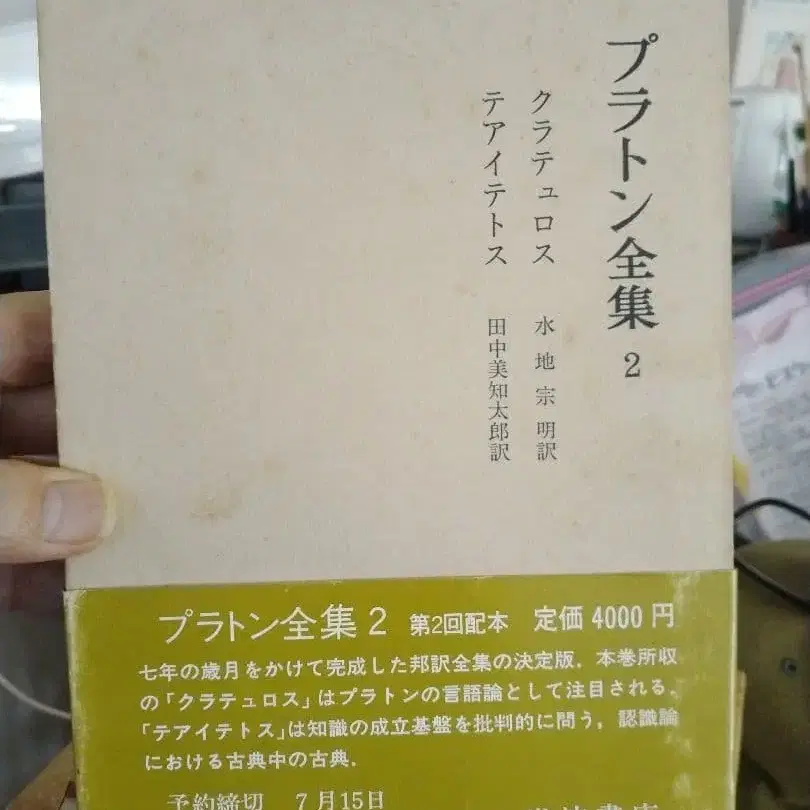 プラトン全集 2
クラテュロス 水地宗明訳
テアイテトス 田中美知太郎訳
プラトン全集 2 第2回配本 定価 4000 円
七年の歳月をかけて完成した邦訳全集の決定版．本巻所収
の「クラテュロス」はプラトンの言語論として注目される．
「テアイテトス」は知識の成立基盤を批判的に問う，認識論
における古典中の古典．
予約締切 7月15日